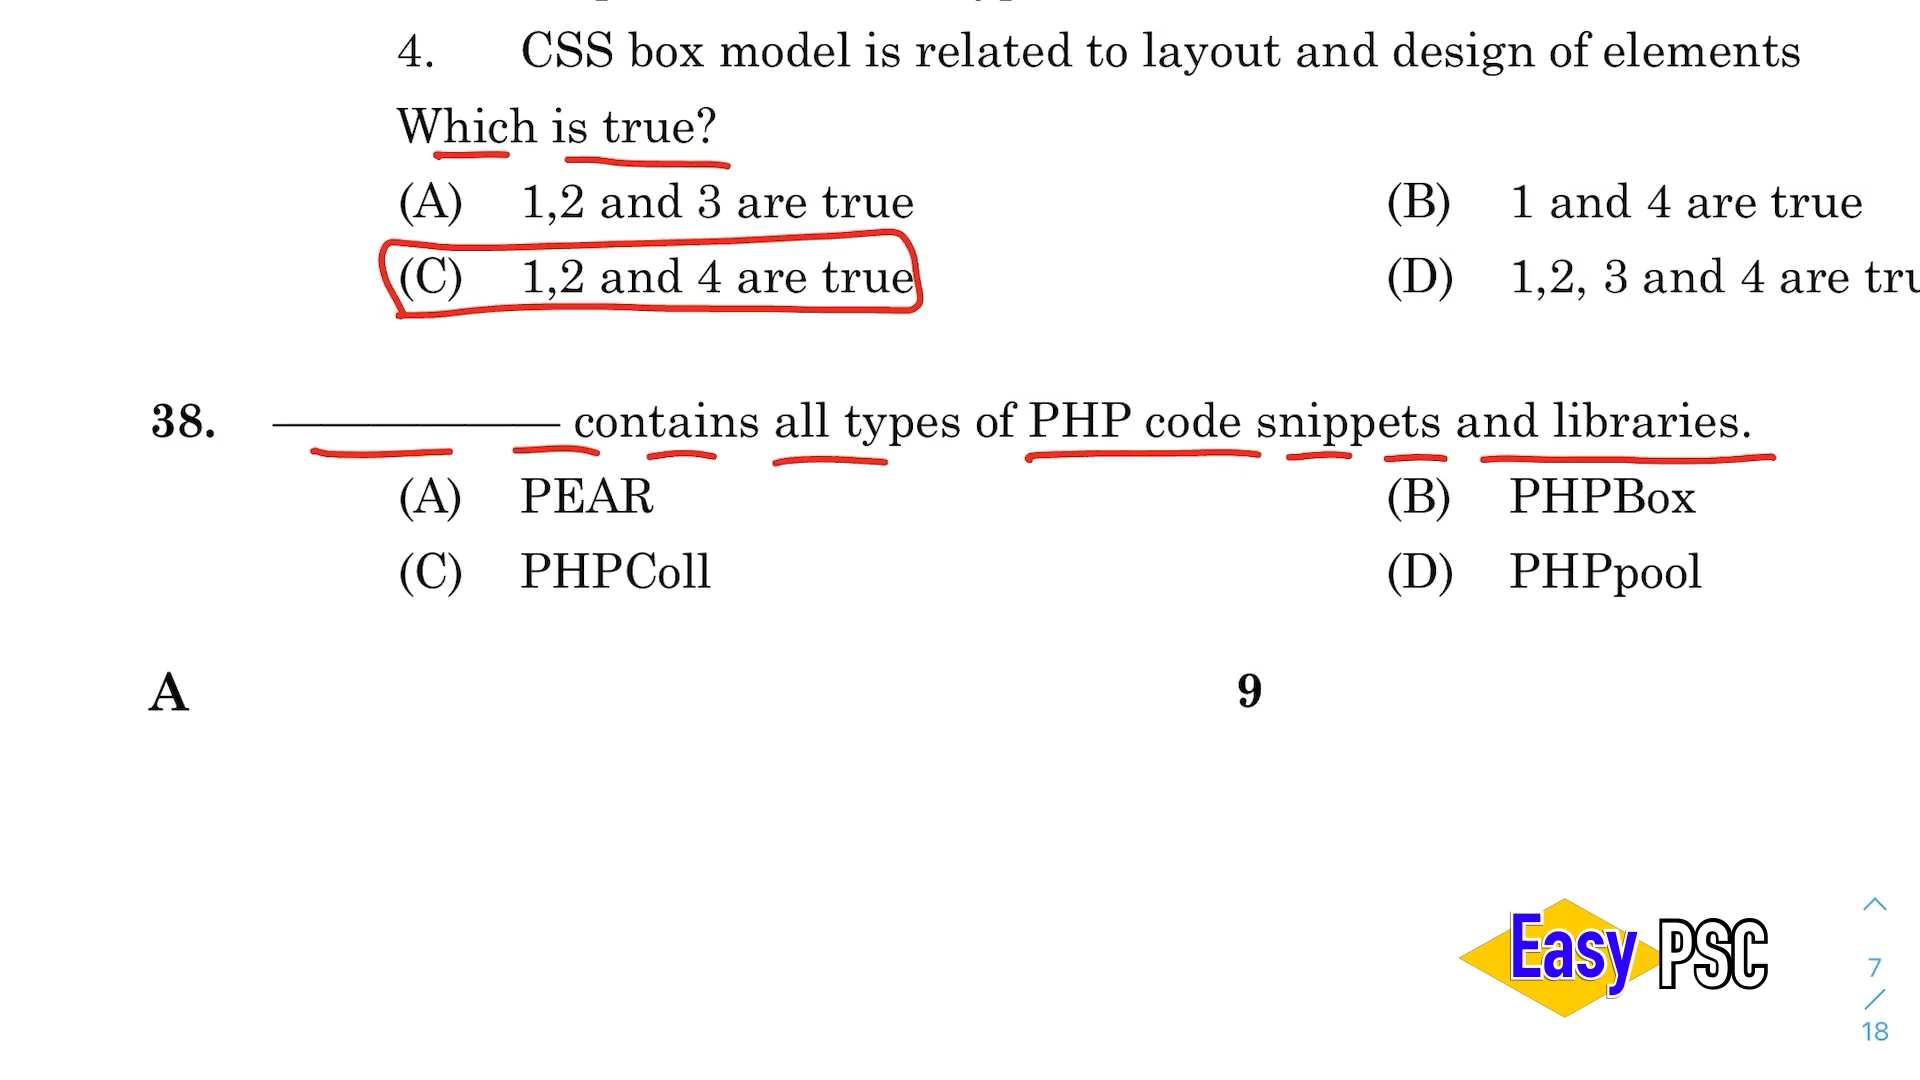 4. CSS box model is related to layout and design of elements
Which is true?
(A) 1,2 and 3 are true (B) 1 and 4 are true
(C) 1,2 and 4 are true (D) 1,2, 3 and 4 are tru
38. ____________ contains all types of PHP code snippets and libraries.
(A) PEAR (B) PHPBox
(C) PHPColl (D) PHPpool
A 9
Easy PSC
7
/
18